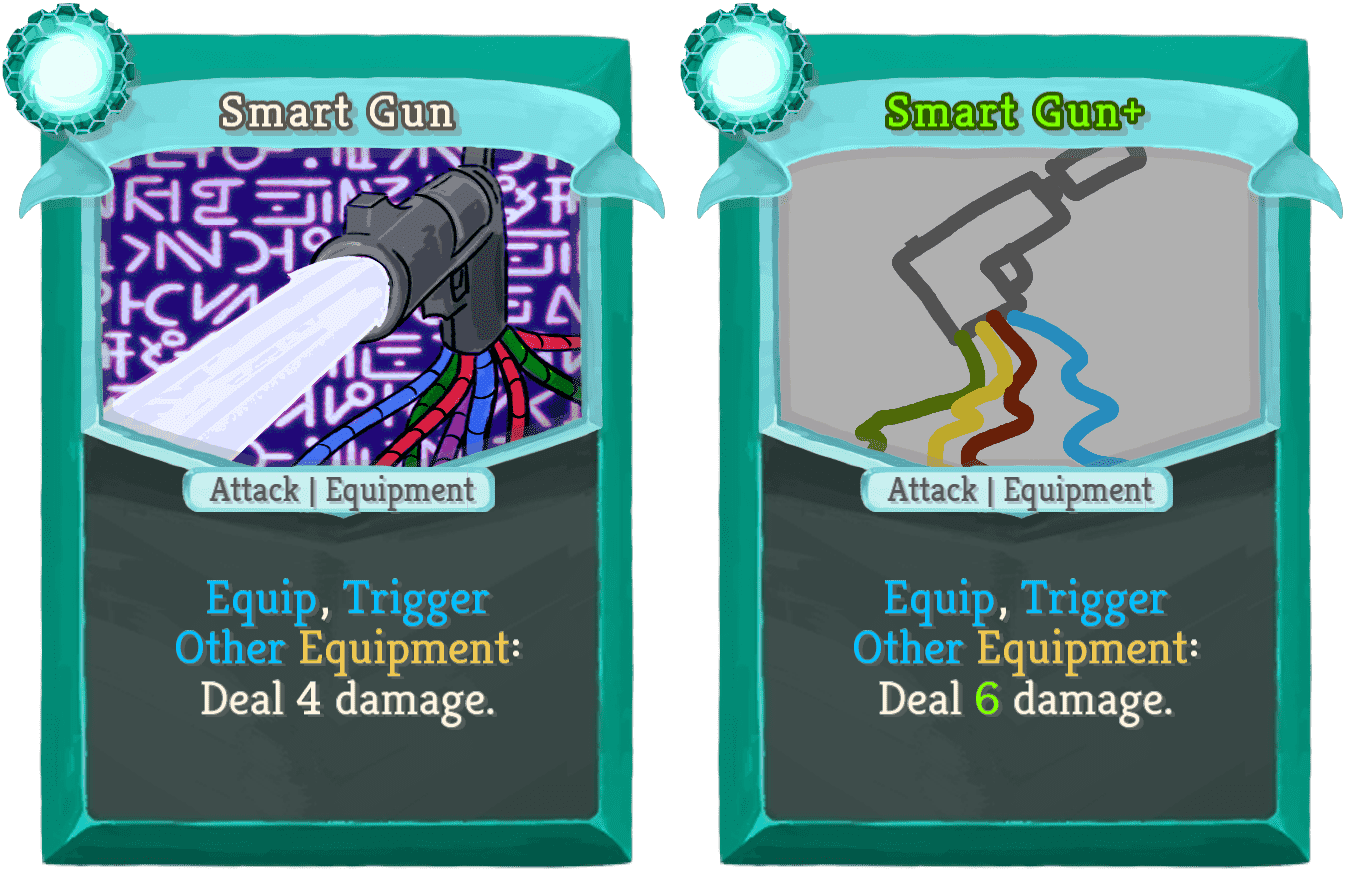 Smart Gun
Attack | Equipment
Equip, Trigger
Other Equipment:
Deal 4 damage.
Smart Gun+
Attack | Equipment
Equip, Trigger
Other Equipment:
Deal 6 damage.